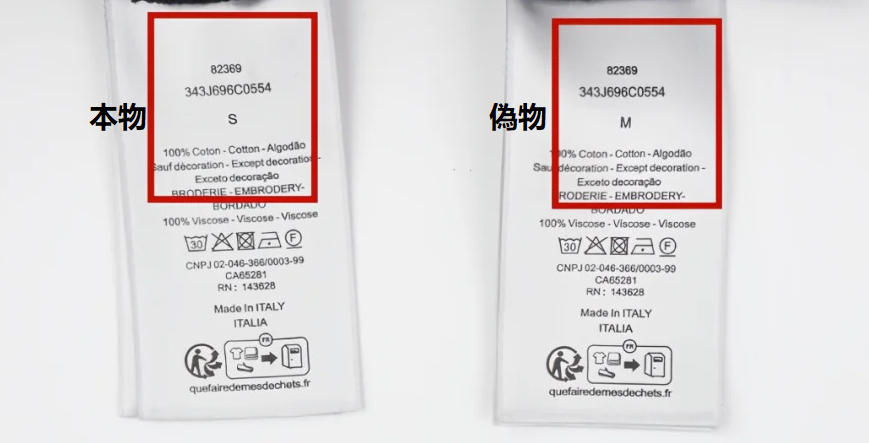 本物
82369
343J696C0554
S
100% Coton - Cotton - Algodão
Sauf décoration - Except decoration -
Exceto decoração
BRODERIE - EMBRODERY-
BORDADO
100% Viscose - Viscose - Viscose
30
F
CNPJ 02-046-366/0003-99
CA65281
RN : 143628
Made In ITALY
ITALIA
FR
quefairedemesdechets.fr
偽物
82369
343J696C0554
M
100% Coton - Cotton - Algodão
Sauf décoration - Except decoration -
Exceto decoração
BRODERIE - EMBRODERY-
BORDADO
100% Viscose - Viscose - Viscose
30
F
CNPJ 02-046-366/0003-99
CA65281
RN : 143628
Made In ITALY
ITALIA
FR
quefairedemesdechets.fr